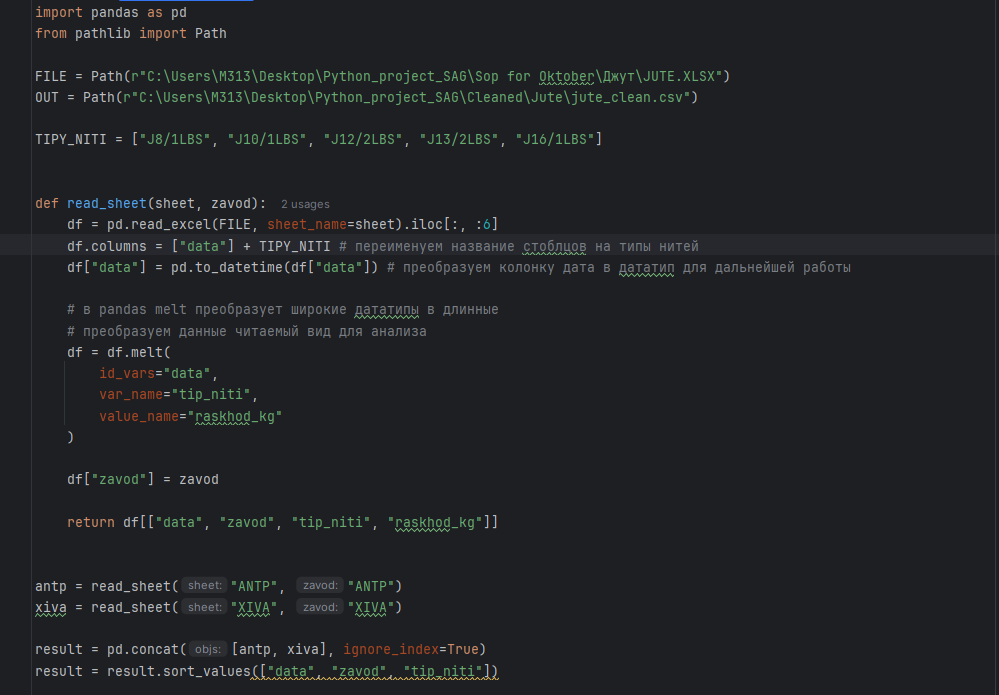 import pandas as pd
from pathlib import Path
FILE = Path(r"C:\Users\M313\Desktop\Python_project_SAG\Sop for Oktober\Джут\JUTE.XLSX")
OUT = Path(r"C:\Users\M313\Desktop\Python_project_SAG\Cleaned\Jute\jute_clean.csv")
TIPY_NITI = ["J8/1LBS", "J10/1LBS", "J12/2LBS", "J13/2LBS", "J16/1LBS"]
def read_sheet(sheet, zavod): 2 usages
    df = pd.read_excel(FILE, sheet_name=sheet).iloc[:, :6]
    df.columns = ["data"] + TIPY_NITI # переименуем название стоблцов на типы нитей
    df["data"] = pd.to_datetime(df["data"]) # преобразуем колонку дата в дататип для дальнейшей работы
    # в pandas melt преобразует широкие дататипы в длинные
    # преобразуем данные читаемый вид для анализа
    df = df.melt(
        id_vars="data",
        var_name="tip_niti",
        value_name="raskhod_kg"
    )
    df["zavod"] = zavod
    return df[["data", "zavod", "tip_niti", "raskhod_kg"]]
antp = read_sheet( sheet: "ANTP", zavod: "ANTP")
xiva = read_sheet( sheet: "XIVA", zavod: "XIVA")
result = pd.concat( objs: [antp, xiva], ignore_index=True)
result = result.sort_values(["data", "zavod", "tip_niti"])